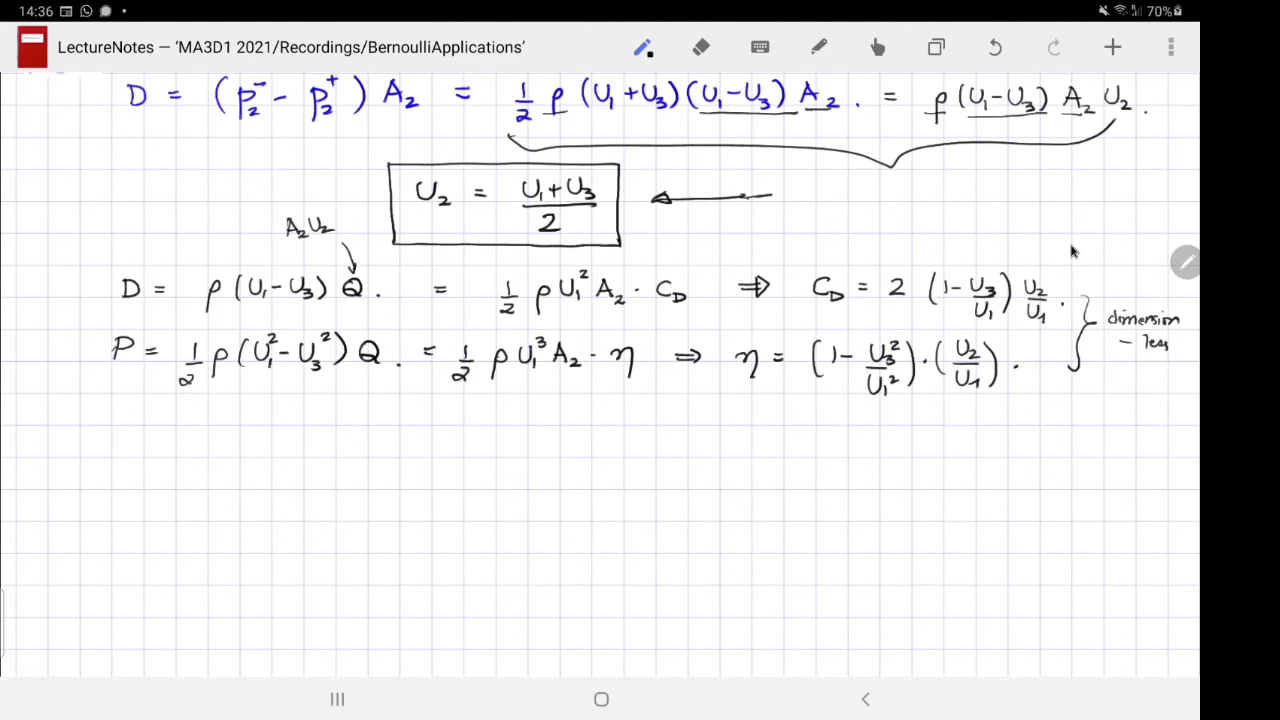 14:36 70%
LectureNotes — ‘MA3D1 2021/Recordings/BernoulliApplications’
D = (p₂⁻ - p₂⁺) A₂ = 1/2 ρ (U₁+U₃)(U₁-U₃) A₂ . = ρ (U₁-U₃) A₂ U₂ .
U₂ = (U₁+U₃)/2
A₂U₂
D = ρ (U₁-U₃) Q . = 1/2 ρ U₁² A₂ · C_D ⇒ C_D = 2 (1- U₃/U₁) U₂/U₁ .
P = 1/2 ρ (U₁²-U₃²) Q . = 1/2 ρ U₁³ A₂ · η ⇒ η = (1 - U₃²/U₁²) · (U₂/U₁) .
dimension
- less